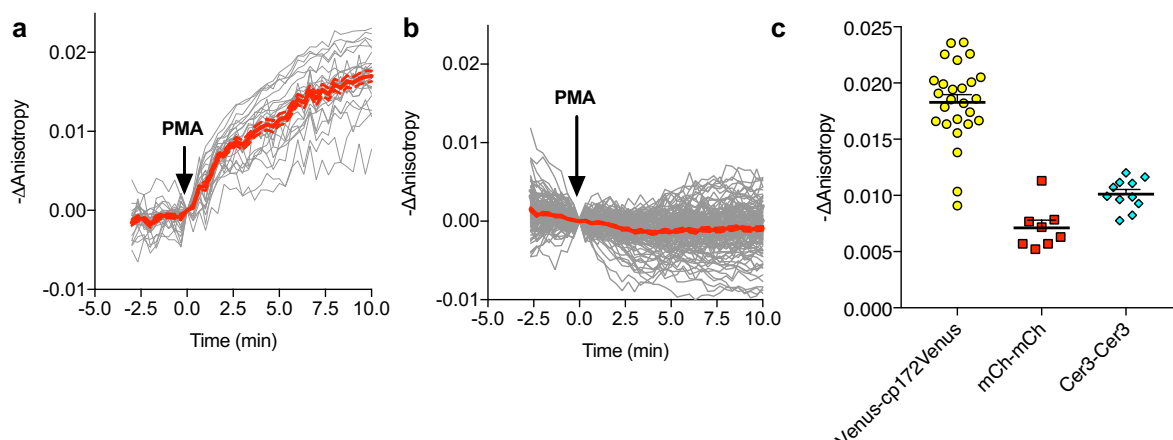 a
0.02
0.01
0.00
-0.01
-ΔAnisotropy
PMA
-5.0 -2.5 0.0 2.5 5.0 7.5 10.0
Time (min)
b
0.02
0.01
0.00
-0.01
-ΔAnisotropy
PMA
-5.0 -2.5 0.0 2.5 5.0 7.5 10.0
Time (min)
c
0.025
0.020
0.015
0.010
0.005
0.000
-ΔAnisotropy
Venus-cp172Venus
mCh-mCh
Cer3-Cer3